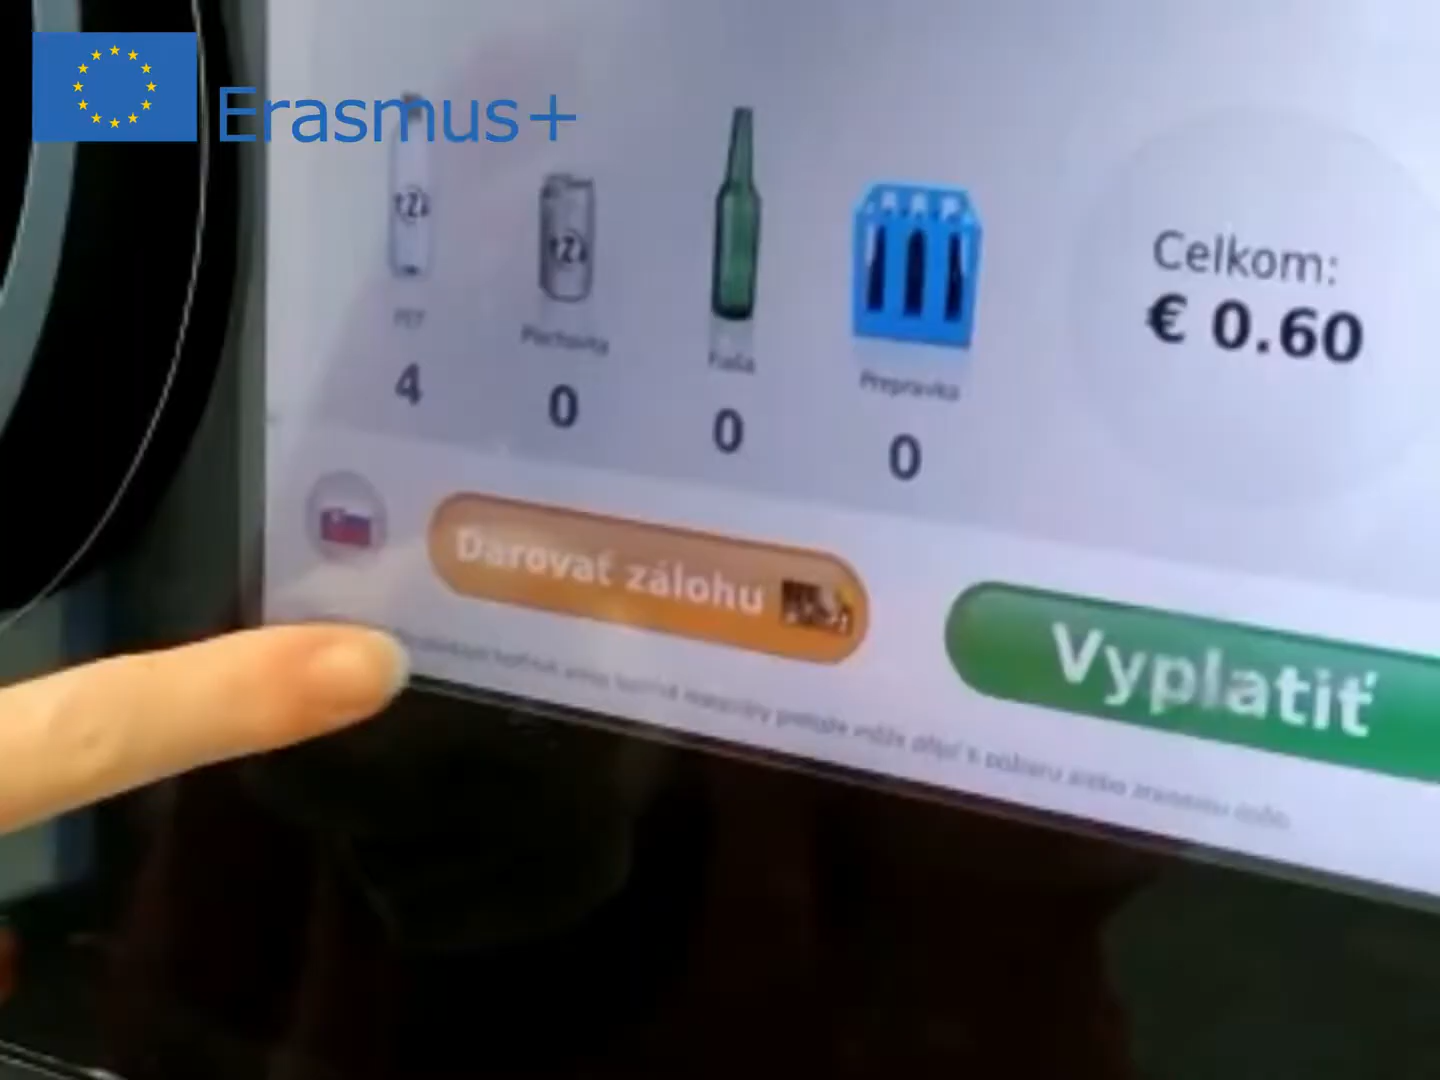 Erasmus+
Celkom:
€ 0.60
PET
Plechovka
Fľaša
Prepravka
4
0
0
0
Darovať zálohu
Vyplatiť